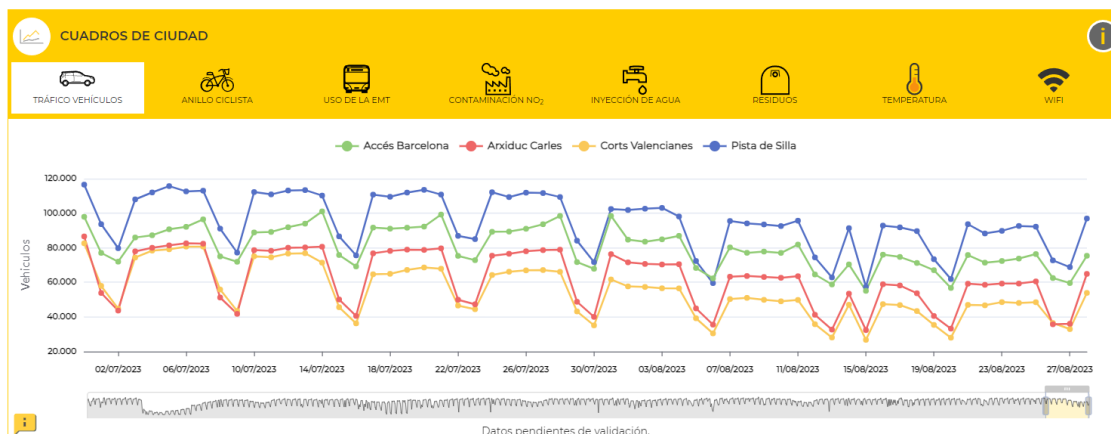 CUADROS DE CIUDAD
i
TRÁFICO VEHÍCULOS
ANILLO CICLISTA
USO DE LA EMT
CONTAMINACIÓN NO₂
INYECCIÓN DE AGUA
RESIDUOS
TEMPERATURA
WIFI
Accés Barcelona Arxiduc Carles Corts Valencianes Pista de Silla
Vehículos
120.000
100.000
80.000
60.000
40.000
20.000
02/07/2023 06/07/2023 10/07/2023 14/07/2023 18/07/2023 22/07/2023 26/07/2023 30/07/2023 03/08/2023 07/08/2023 11/08/2023 15/08/2023 19/08/2023 23/08/2023 27/08/2023
i
Datos pendientes de validación.